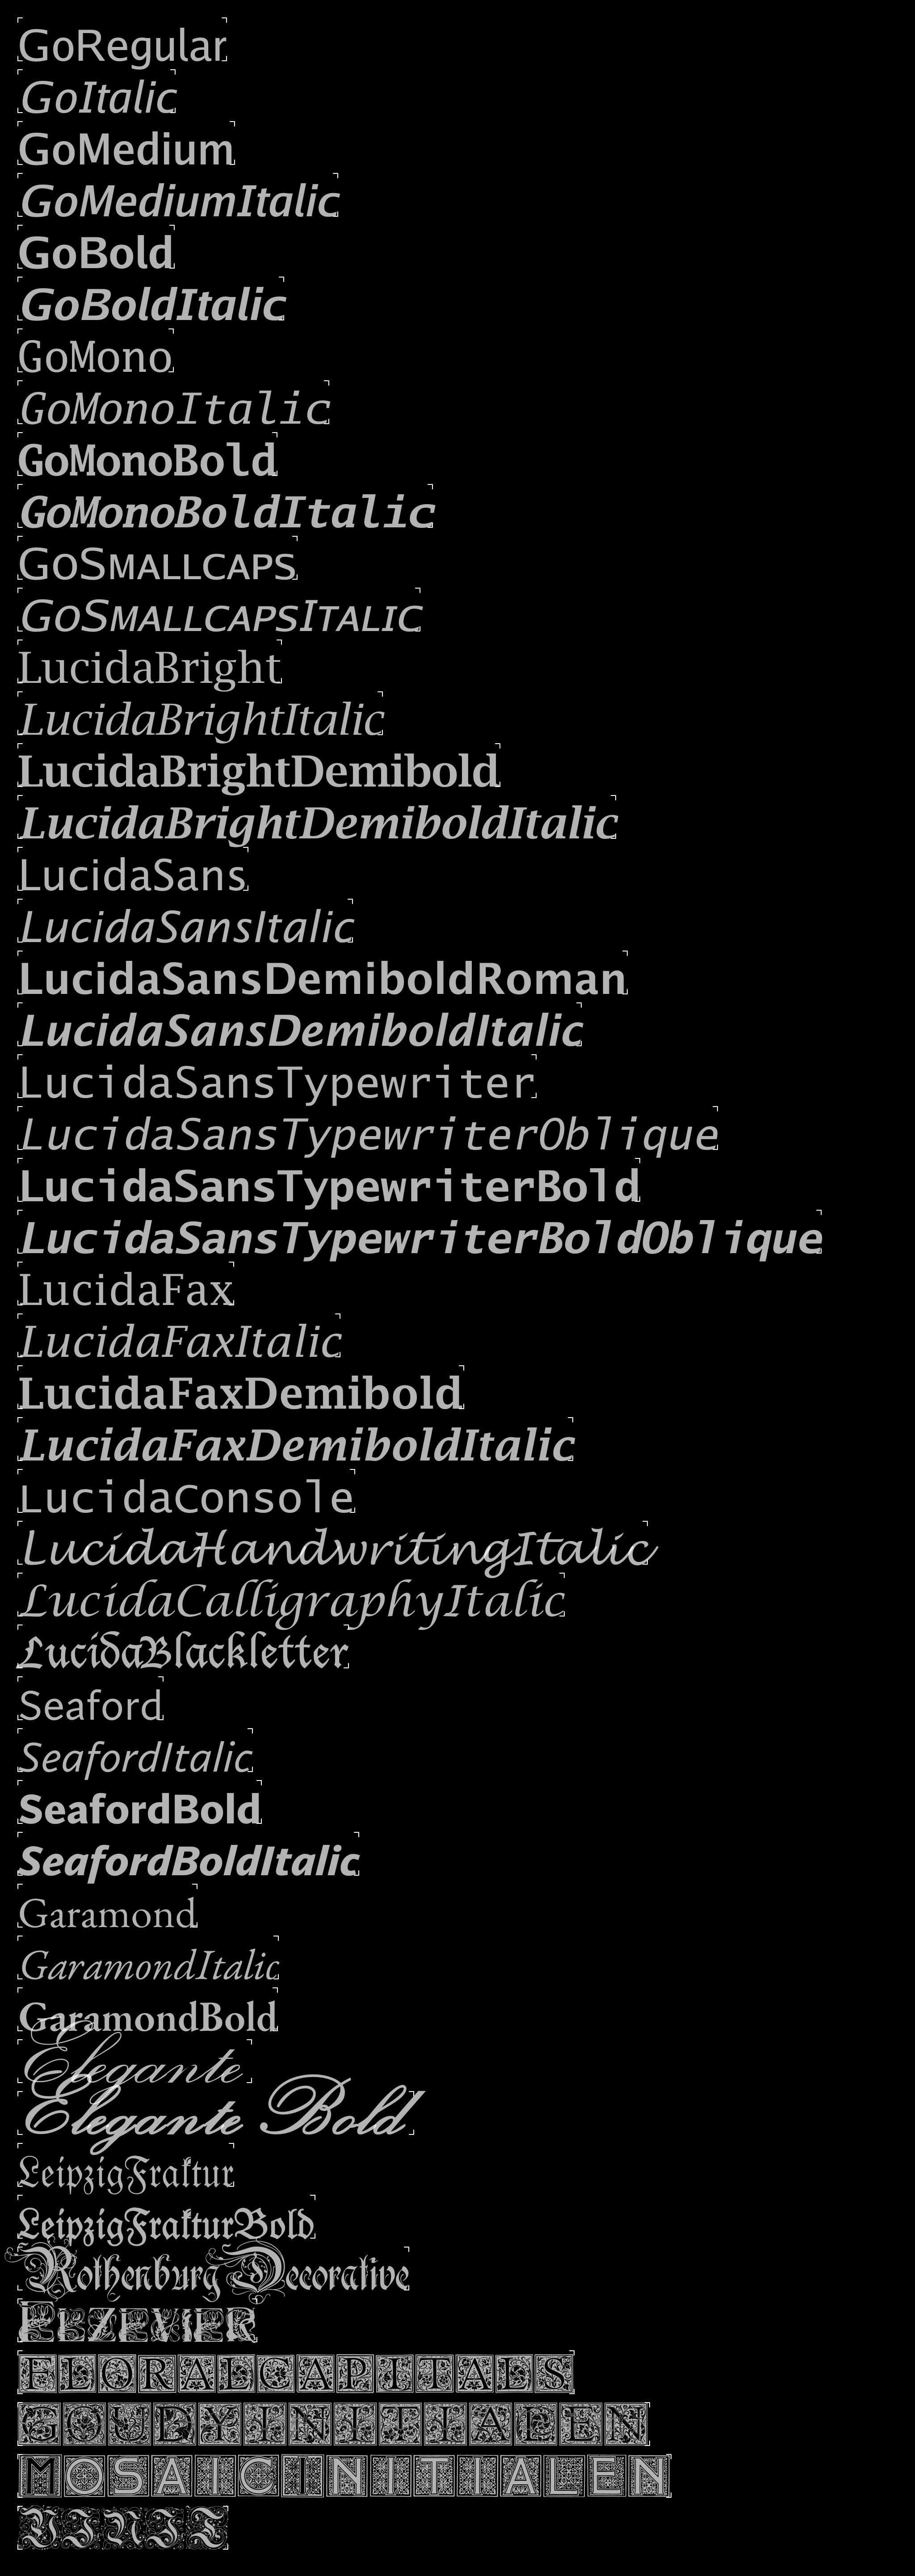 GoRegular
GoItalic
GoMedium
GoMediumItalic
GoBold
GoBoldItalic
GoMono
GoMonoItalic
GoMonoBold
GoMonoBoldItalic
GoSmallcaps
GoSmallcapsItalic
LucidaBright
LucidaBrightItalic
LucidaBrightDemibold
LucidaBrightDemiboldItalic
LucidaSans
LucidaSansItalic
LucidaSansDemiboldRoman
LucidaSansDemiboldItalic
LucidaSansTypewriter
LucidaSansTypewriterOblique
LucidaSansTypewriterBold
LucidaSansTypewriterBoldOblique
LucidaFax
LucidaFaxItalic
LucidaFaxDemibold
LucidaFaxDemiboldItalic
LucidaConsole
LucidaHandwritingItalic
LucidaCalligraphyItalic
LucidaBlackletter
Seaford
SeafordItalic
SeafordBold
SeafordBoldItalic
Garamond
GaramondItalic
GaramondBold
Elegante
Elegante Bold
LeipzigFraktur
LeipzigFrakturBold
RothenburgDecorative
ELZEVIER
FLORALCAPITALS
GOUDYINITIALEN
MOSAICINITIALEN
YINIT